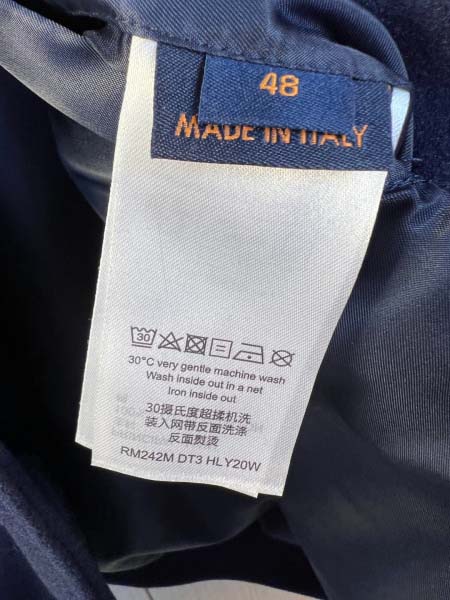 48
MADE IN ITALY
30
30°C very gentle machine wash
Wash inside out in a net
Iron inside out
30摄氏度超揉机洗
装入网带反面洗涤
反面熨烫
RM242M DT3 HLY20W